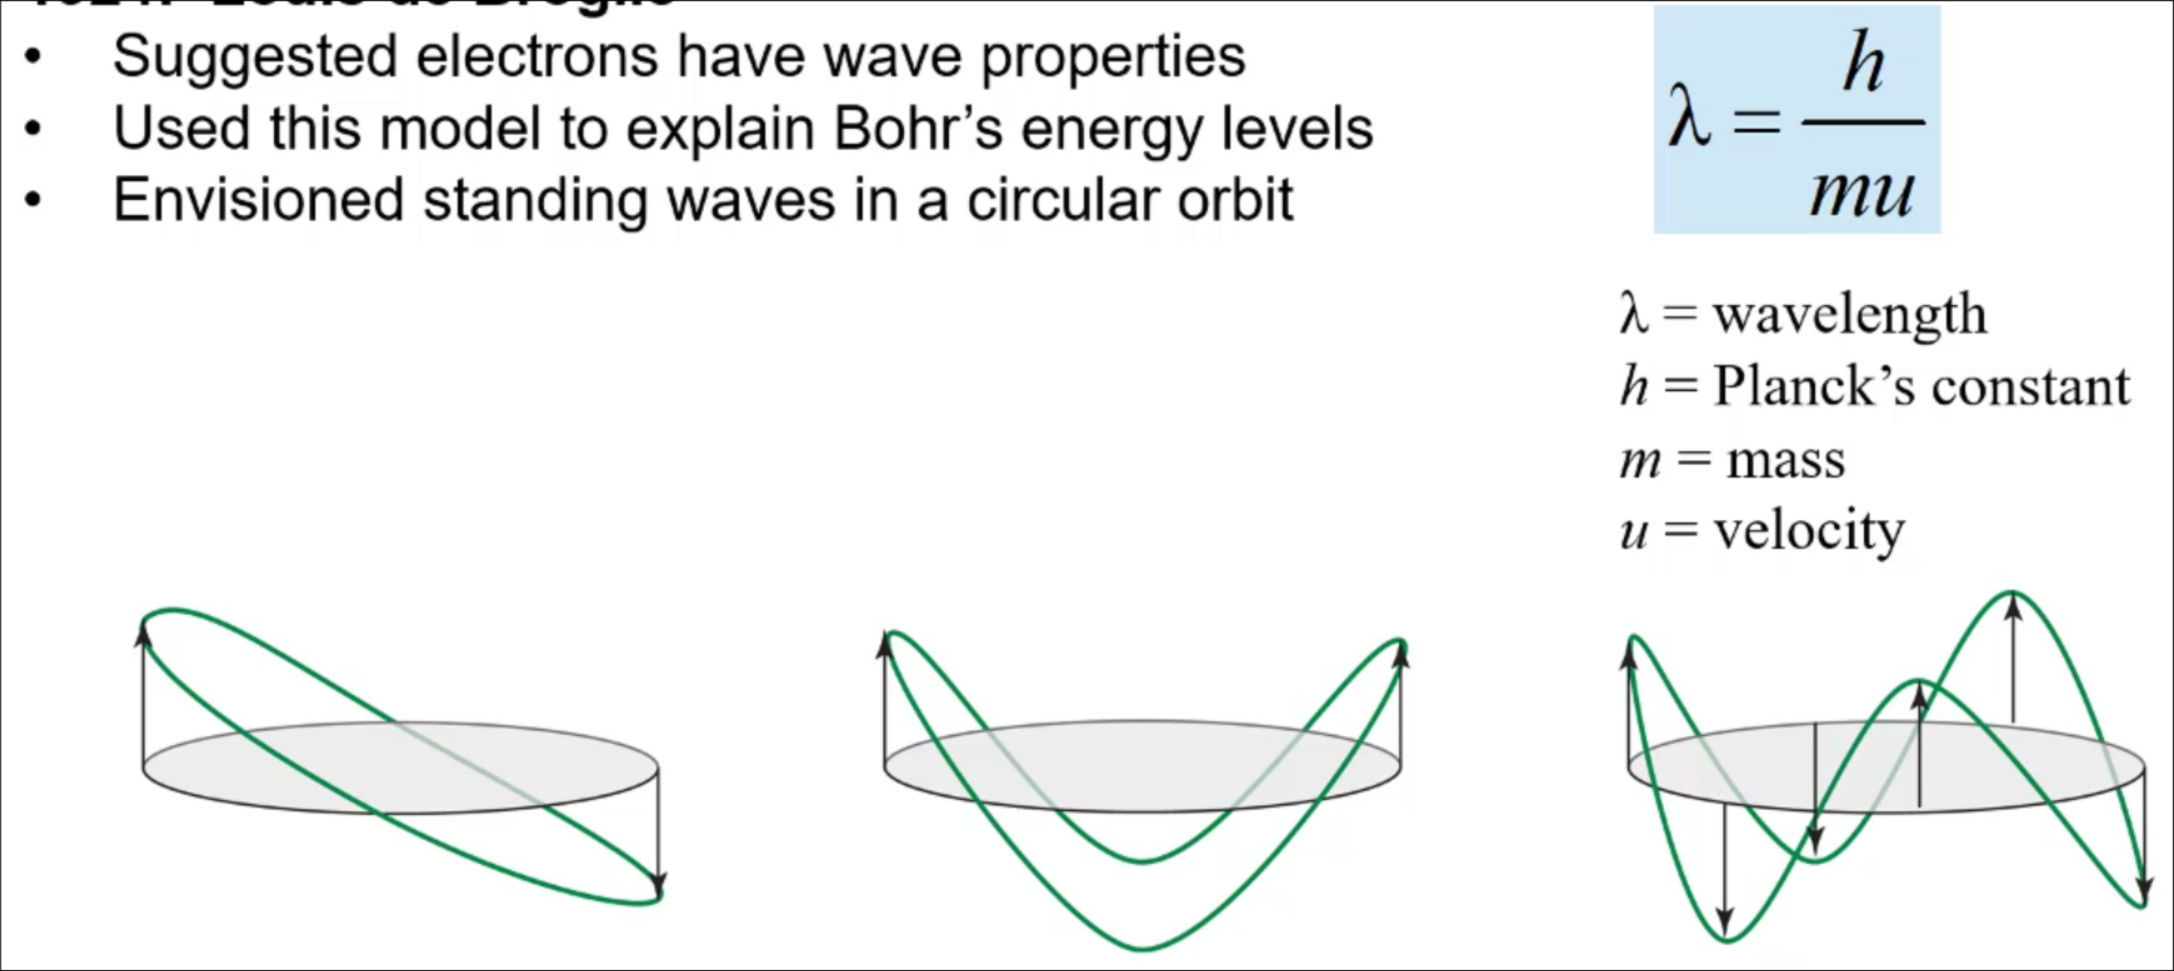 • Suggested electrons have wave properties
• Used this model to explain Bohr’s energy levels
• Envisioned standing waves in a circular orbit
λ = h / mu
λ = wavelength
h = Planck’s constant
m = mass
u = velocity